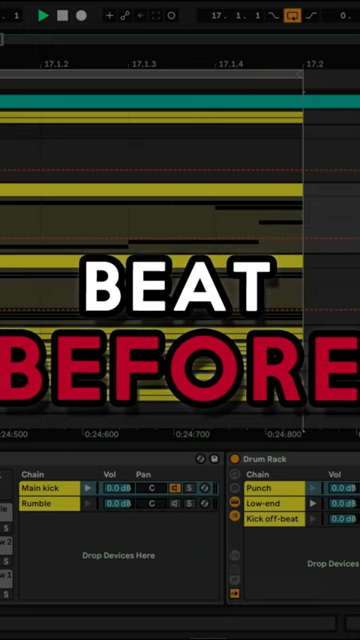 . 1
17. 1. 1
0.
17.1.2
17.1.3
17.1.4
17.2
BEAT
BEFORE
0:24:600
0:24:700
0:24:800
Chain Vol Pan
Main kick 0.0 dB C S
Rumble 0.0 dB C S
Drop Devices Here
Drum Rack
Chain Vol
Punch 0.0 dB
Low-end 0.0 dB
Kick off-beat 0.0 dB
Drop Devices
S
S
S